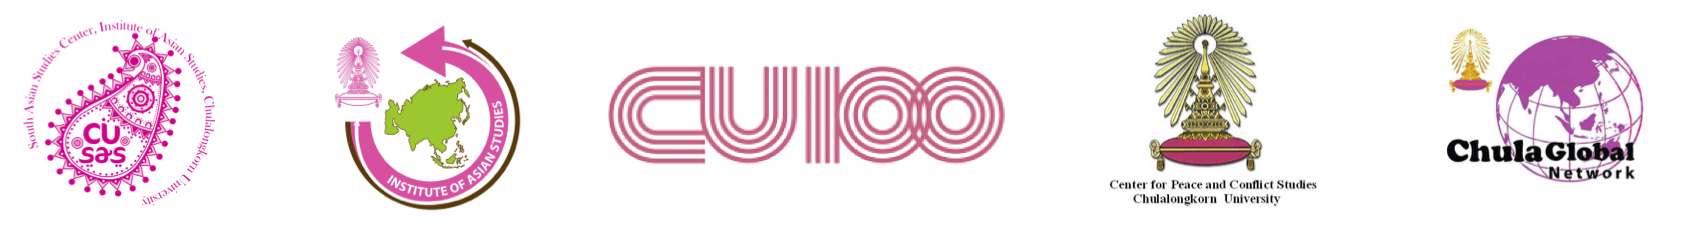 South Asian Studies Center, Institute of Asian Studies, Chulalongkorn University
CU
SAS
INSTITUTE OF ASIAN STUDIES
CU100
Center for Peace and Conflict Studies
Chulalongkorn University
Chula Global
Network